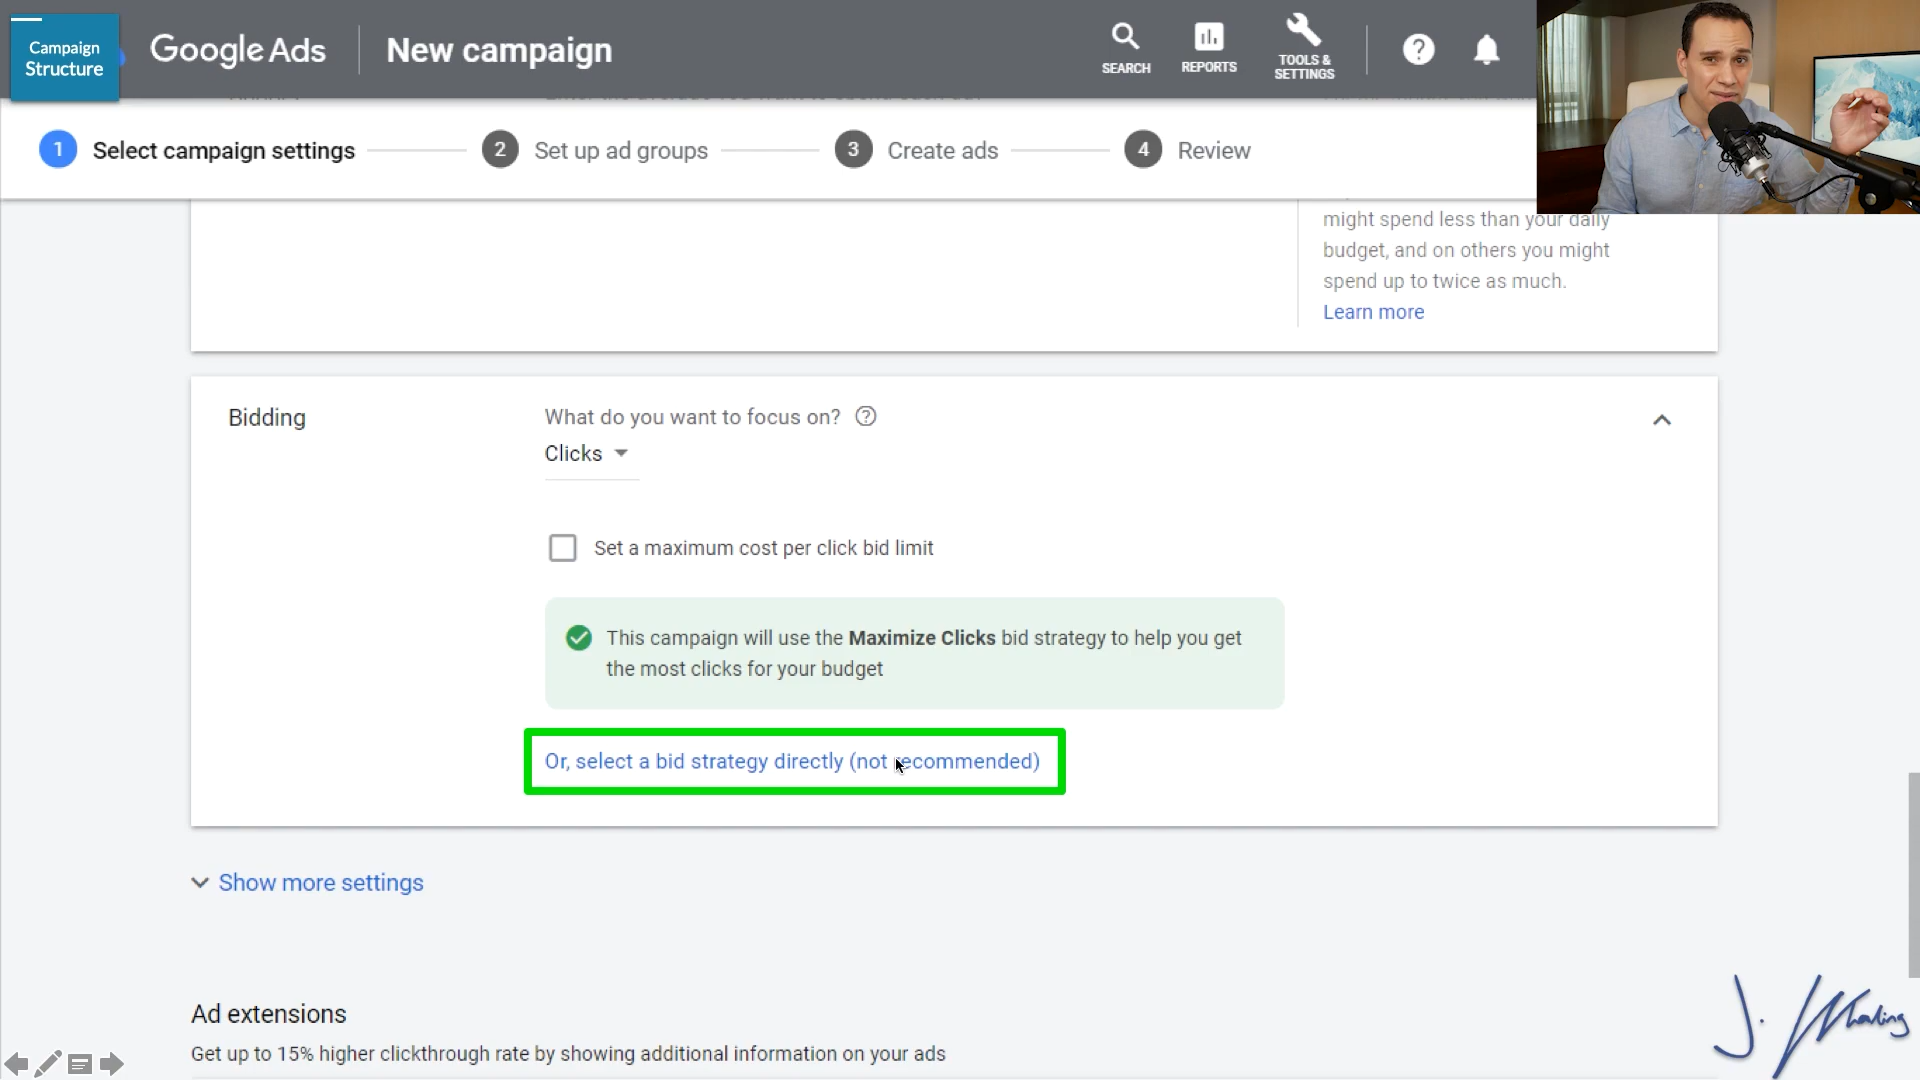 Campaign
Structure
Google Ads
New campaign
SEARCH
REPORTS
TOOLS &
SETTINGS
1 Select campaign settings
2 Set up ad groups
3 Create ads
4 Review
might spend less than your daily
budget, and on others you might
spend up to twice as much.
Learn more
Bidding
What do you want to focus on?
Clicks
Set a maximum cost per click bid limit
This campaign will use the Maximize Clicks bid strategy to help you get
the most clicks for your budget
Or, select a bid strategy directly (not recommended)
Show more settings
Ad extensions
Get up to 15% higher clickthrough rate by showing additional information on your ads